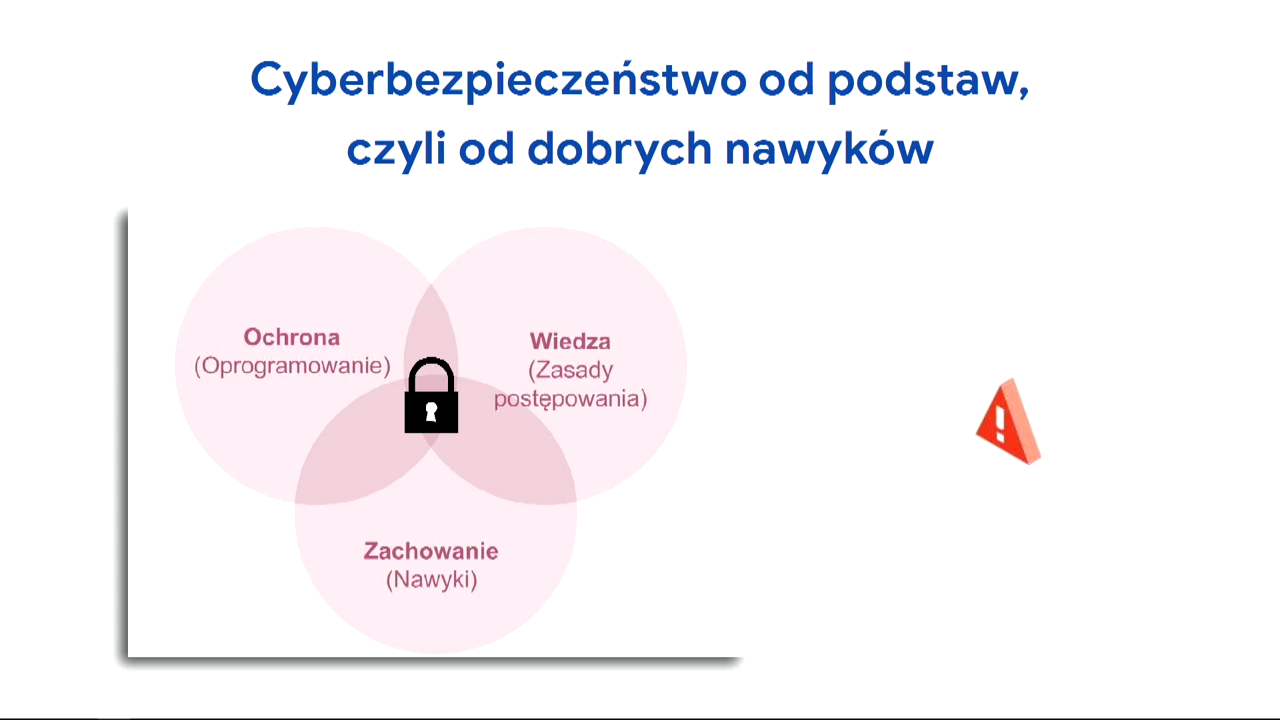 Cyberbezpieczeństwo od podstaw,
czyli od dobrych nawyków
Ochrona
(Oprogramowanie)
Wiedza
(Zasady
postępowania)
Zachowanie
(Nawyki)
!